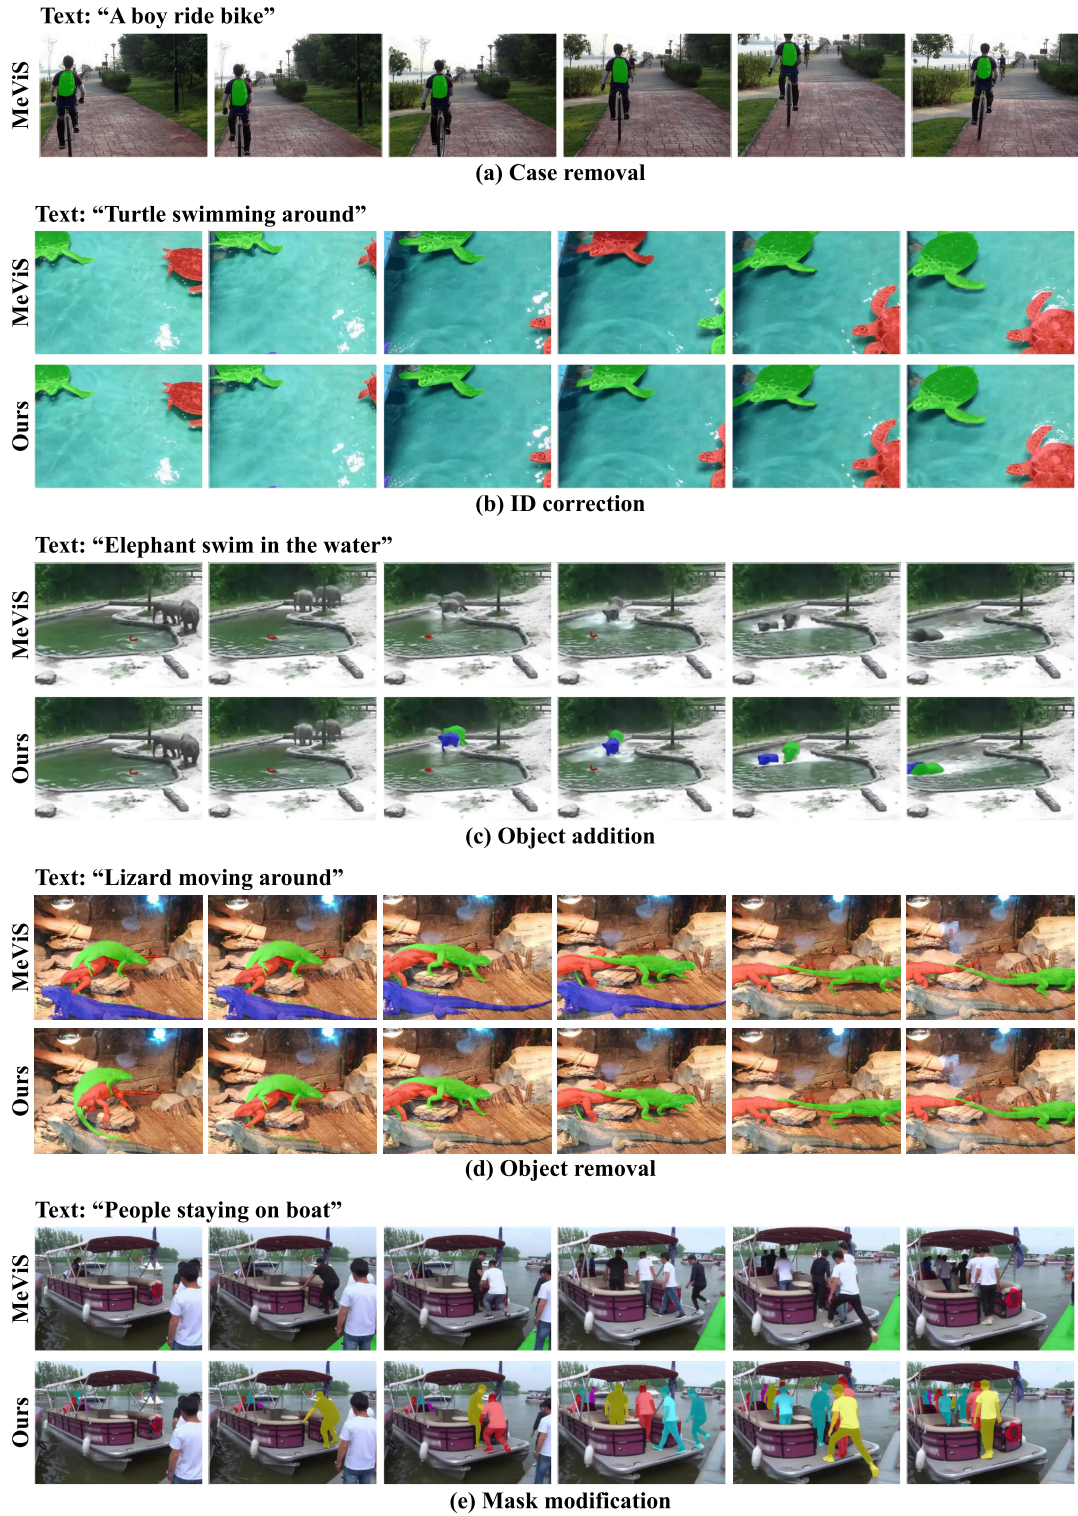 Text: “A boy ride bike”
MeViS
(a) Case removal
Text: “Turtle swimming around”
MeViS
Ours
(b) ID correction
Text: “Elephant swim in the water”
MeViS
Ours
(c) Object addition
Text: “Lizard moving around”
MeViS
Ours
(d) Object removal
Text: “People staying on boat”
MeViS
Ours
(e) Mask modification